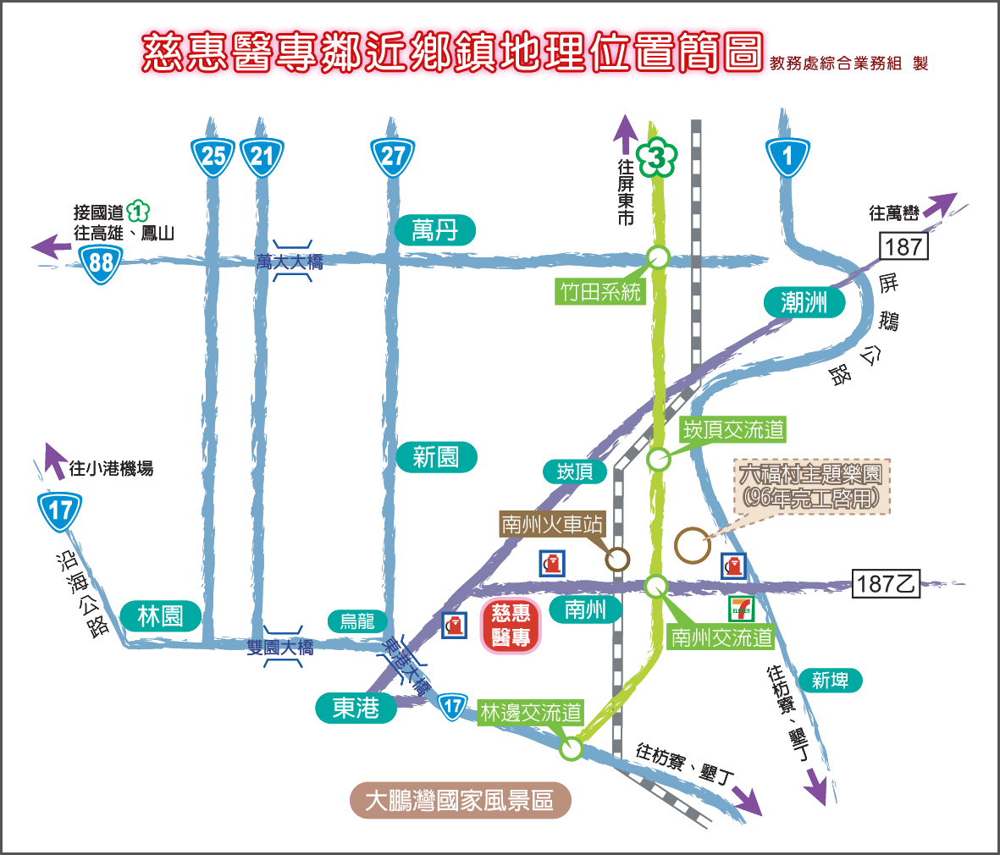 慈惠醫專鄰近鄉鎮地理位置簡圖
教務處綜合業務組 製
25
21
27
3
1
往屏東市
接國道1
往高雄、鳳山
88
萬大大橋
萬丹
竹田系統
往萬巒
187
潮洲
屏鵝公路
往小港機場
17
沿海公路
新園
崁頂
崁頂交流道
六福村主題樂園
(96年完工啓用)
南州火車站
187乙
林園
烏龍
慈惠
醫專
南州
7
ELEVEN
南州交流道
雙園大橋
東港大橋
東港
17
林邊交流道
新埤
往枋寮、墾丁
往枋寮、墾丁
大鵬灣國家風景區